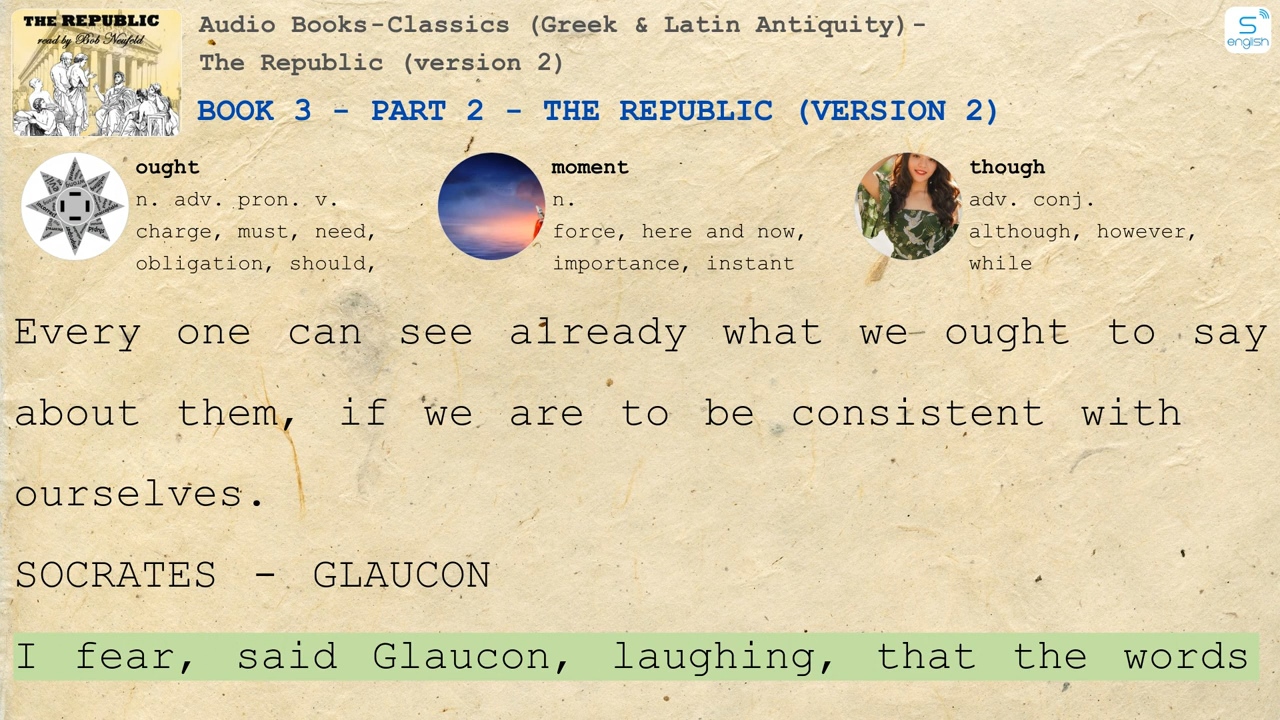 THE REPUBLIC
read by Bob Neufeld
Audio Books-Classics (Greek & Latin Antiquity)-
The Republic (version 2)
S
english
BOOK 3 - PART 2 - THE REPUBLIC (VERSION 2)
ought
n. adv. pron. v.
charge, must, need,
obligation, should,
moment
n.
force, here and now,
importance, instant
though
adv. conj.
although, however,
while
Every one can see already what we ought to say
about them, if we are to be consistent with
ourselves.
SOCRATES - GLAUCON
I fear, said Glaucon, laughing, that the words